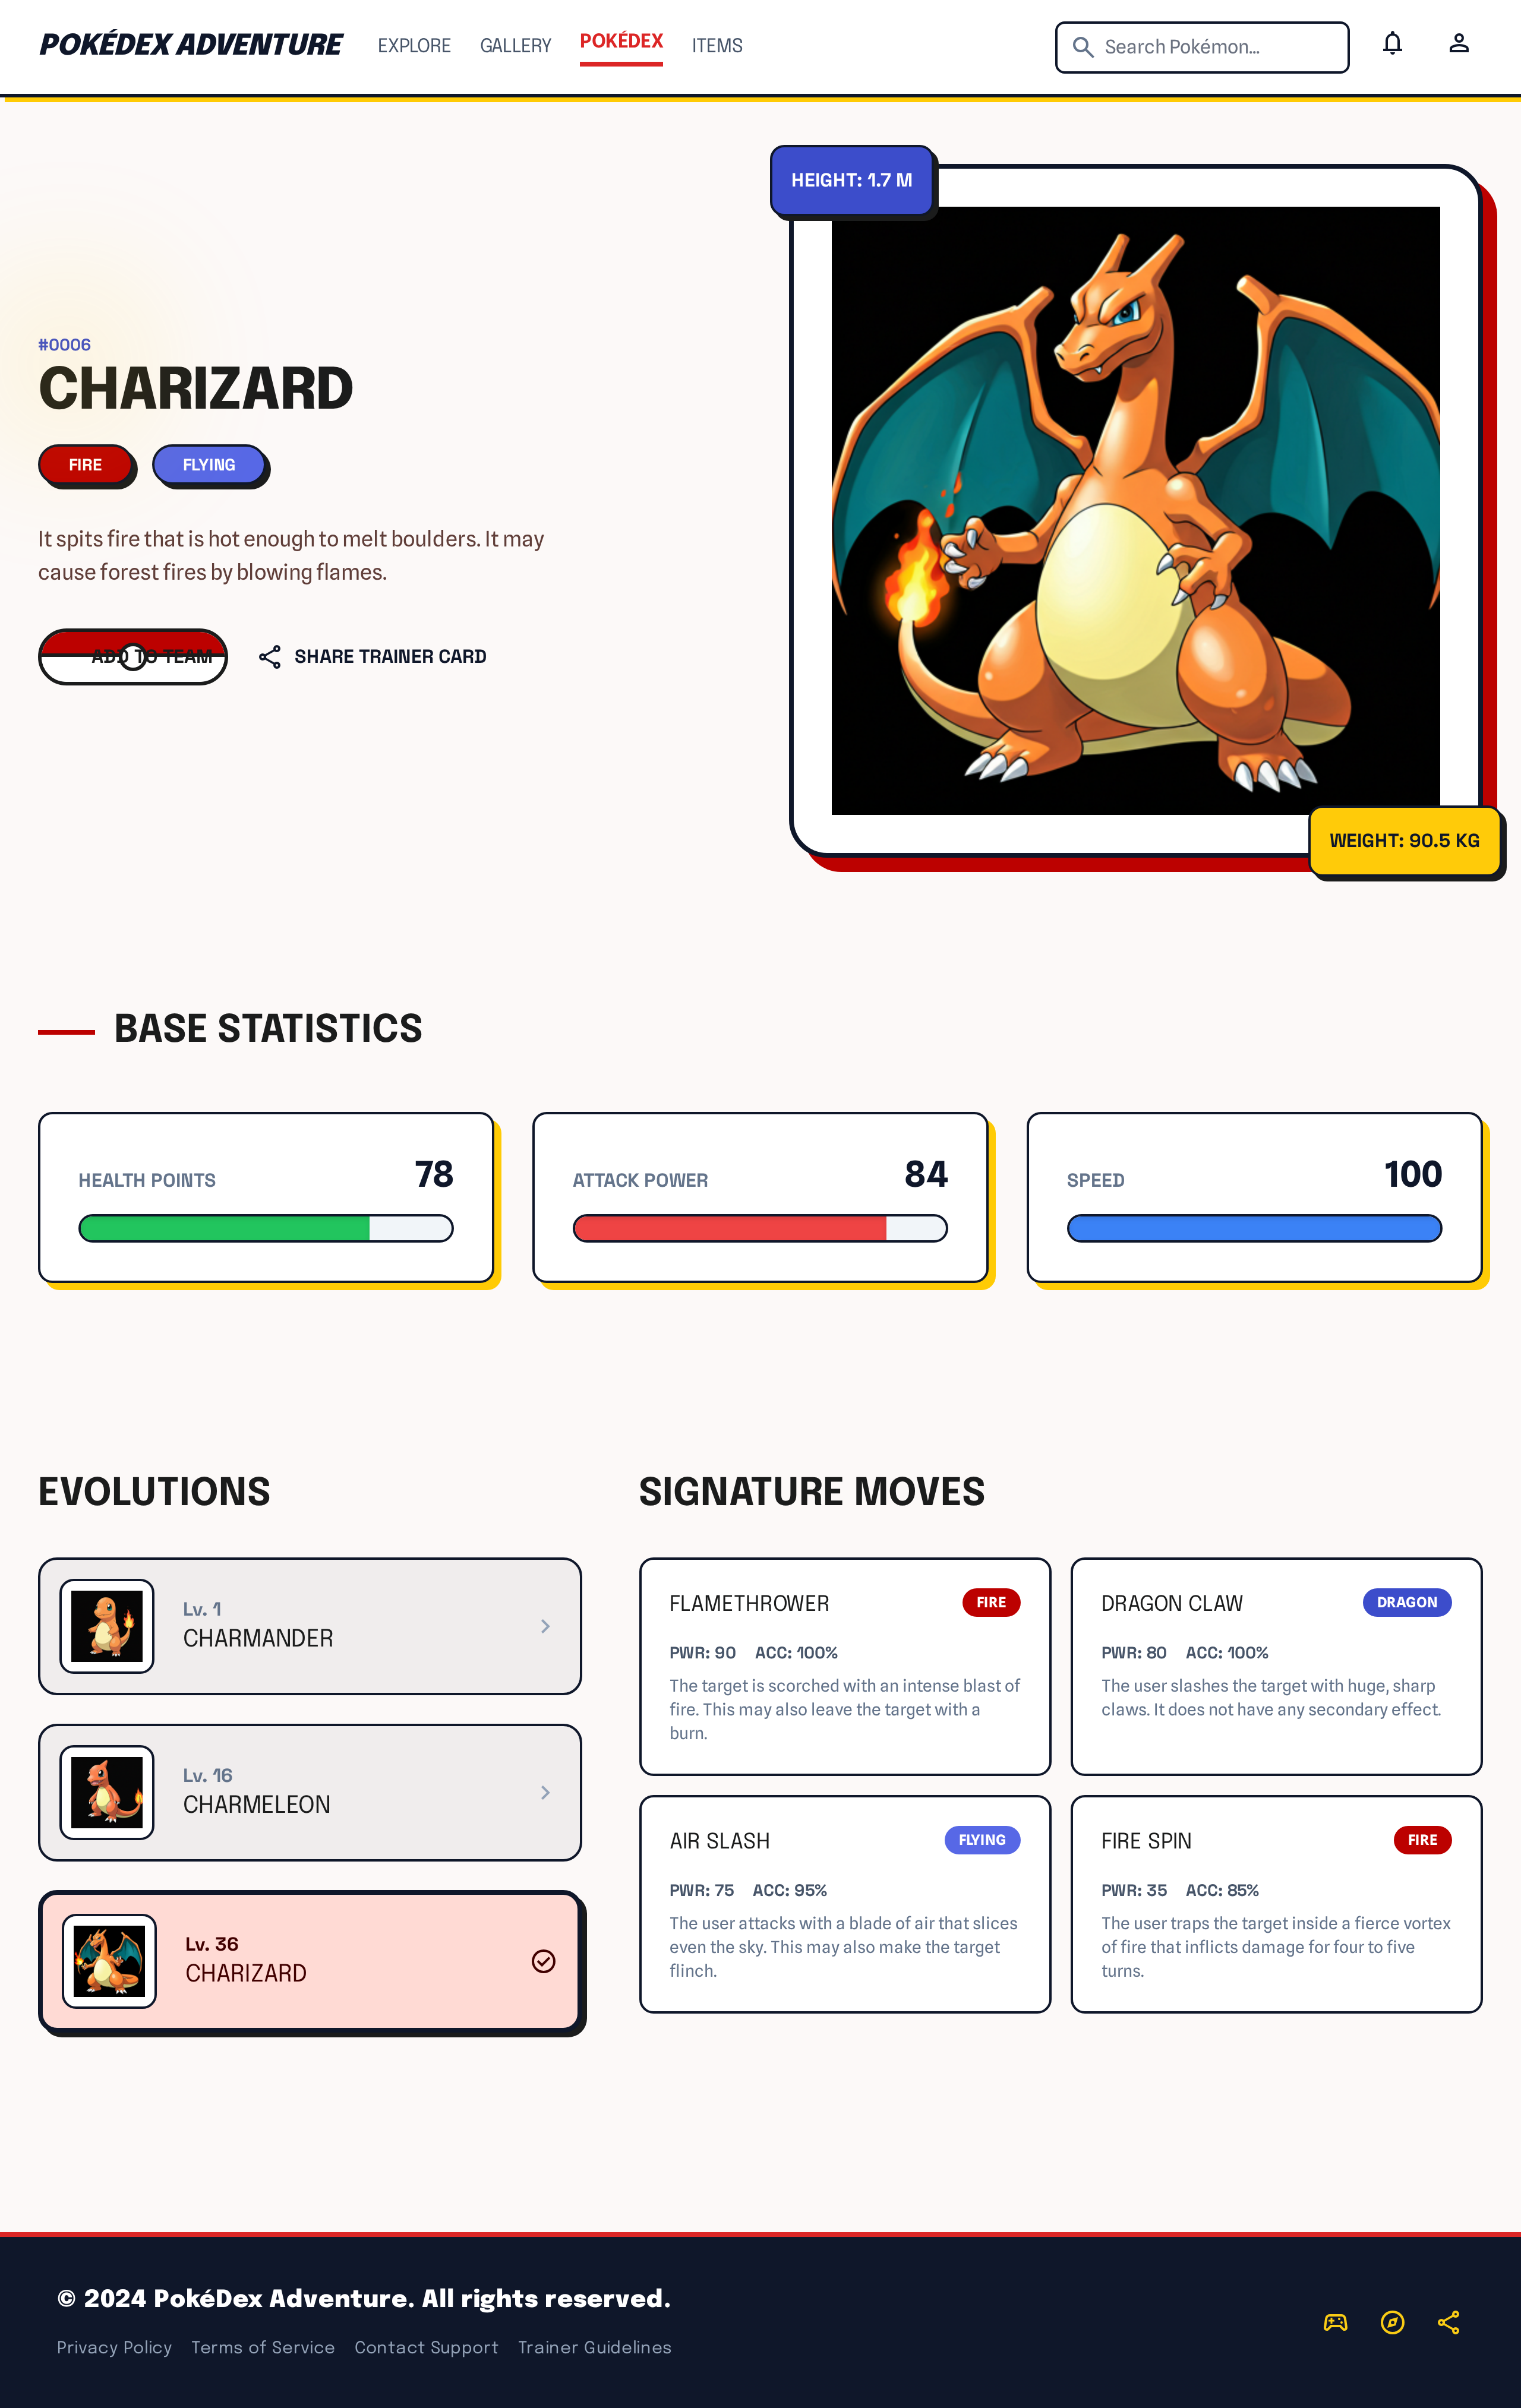 POKÉDEX ADVENTURE EXPLORE GALLERY POKÉDEX ITEMS Search Pokémon...
HEIGHT: 1.7 M
#0006
CHARIZARD
FIRE FLYING
It spits fire that is hot enough to melt boulders. It may
cause forest fires by blowing flames.
ADD TO TEAM SHARE TRAINER CARD
WEIGHT: 90.5 KG
BASE STATISTICS
HEALTH POINTS 78
ATTACK POWER 84
SPEED 100
EVOLUTIONS
Lv. 1
CHARMANDER
Lv. 16
CHARMELEON
Lv. 36
CHARIZARD
SIGNATURE MOVES
FLAMETHROWER FIRE
PWR: 90 ACC: 100%
The target is scorched with an intense blast of
fire. This may also leave the target with a
burn.
DRAGON CLAW DRAGON
PWR: 80 ACC: 100%
The user slashes the target with huge, sharp
claws. It does not have any secondary effect.
AIR SLASH FLYING
PWR: 75 ACC: 95%
The user attacks with a blade of air that slices
even the sky. This may also make the target
flinch.
FIRE SPIN FIRE
PWR: 35 ACC: 85%
The user traps the target inside a fierce vortex
of fire that inflicts damage for four to five
turns.
© 2024 PokéDex Adventure. All rights reserved.
Privacy Policy Terms of Service Contact Support Trainer Guidelines